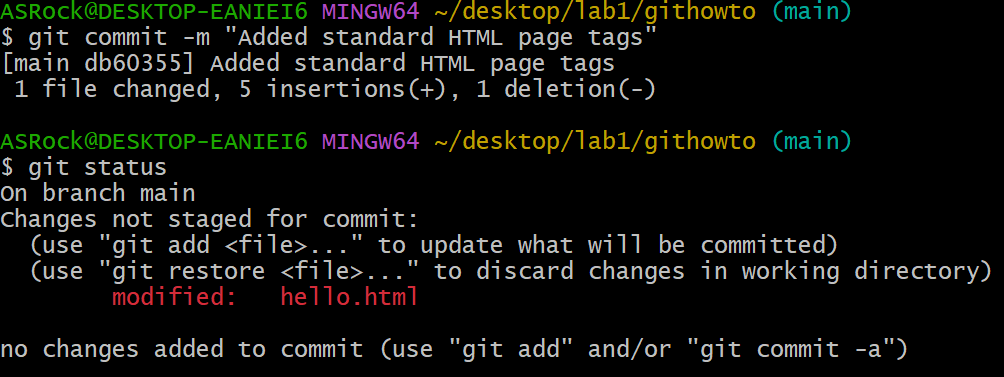 ASRock@DESKTOP-EANIEI6 MINGW64 ~/desktop/lab1/githowto (main)
$ git commit -m "Added standard HTML page tags"
[main db60355] Added standard HTML page tags
 1 file changed, 5 insertions(+), 1 deletion(-)

ASRock@DESKTOP-EANIEI6 MINGW64 ~/desktop/lab1/githowto (main)
$ git status
On branch main
Changes not staged for commit:
  (use "git add <file>..." to update what will be committed)
  (use "git restore <file>..." to discard changes in working directory)
        modified:   hello.html

no changes added to commit (use "git add" and/or "git commit -a")